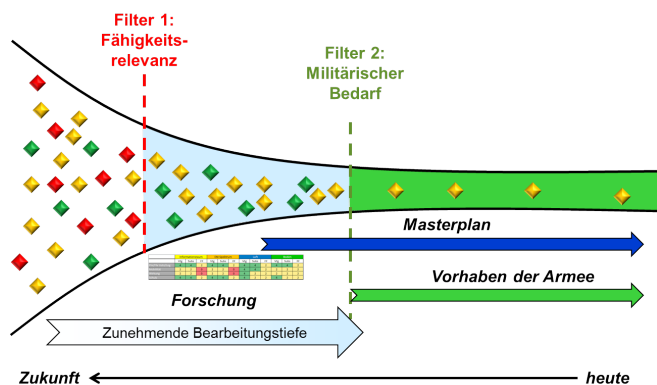 Filter 1:
Fähigkeits-
relevanz
Filter 2:
Militärischer
Bedarf
Masterplan
Forschung
Vorhaben der Armee
Zunehmende Bearbeitungstiefe
Zukunft
heute